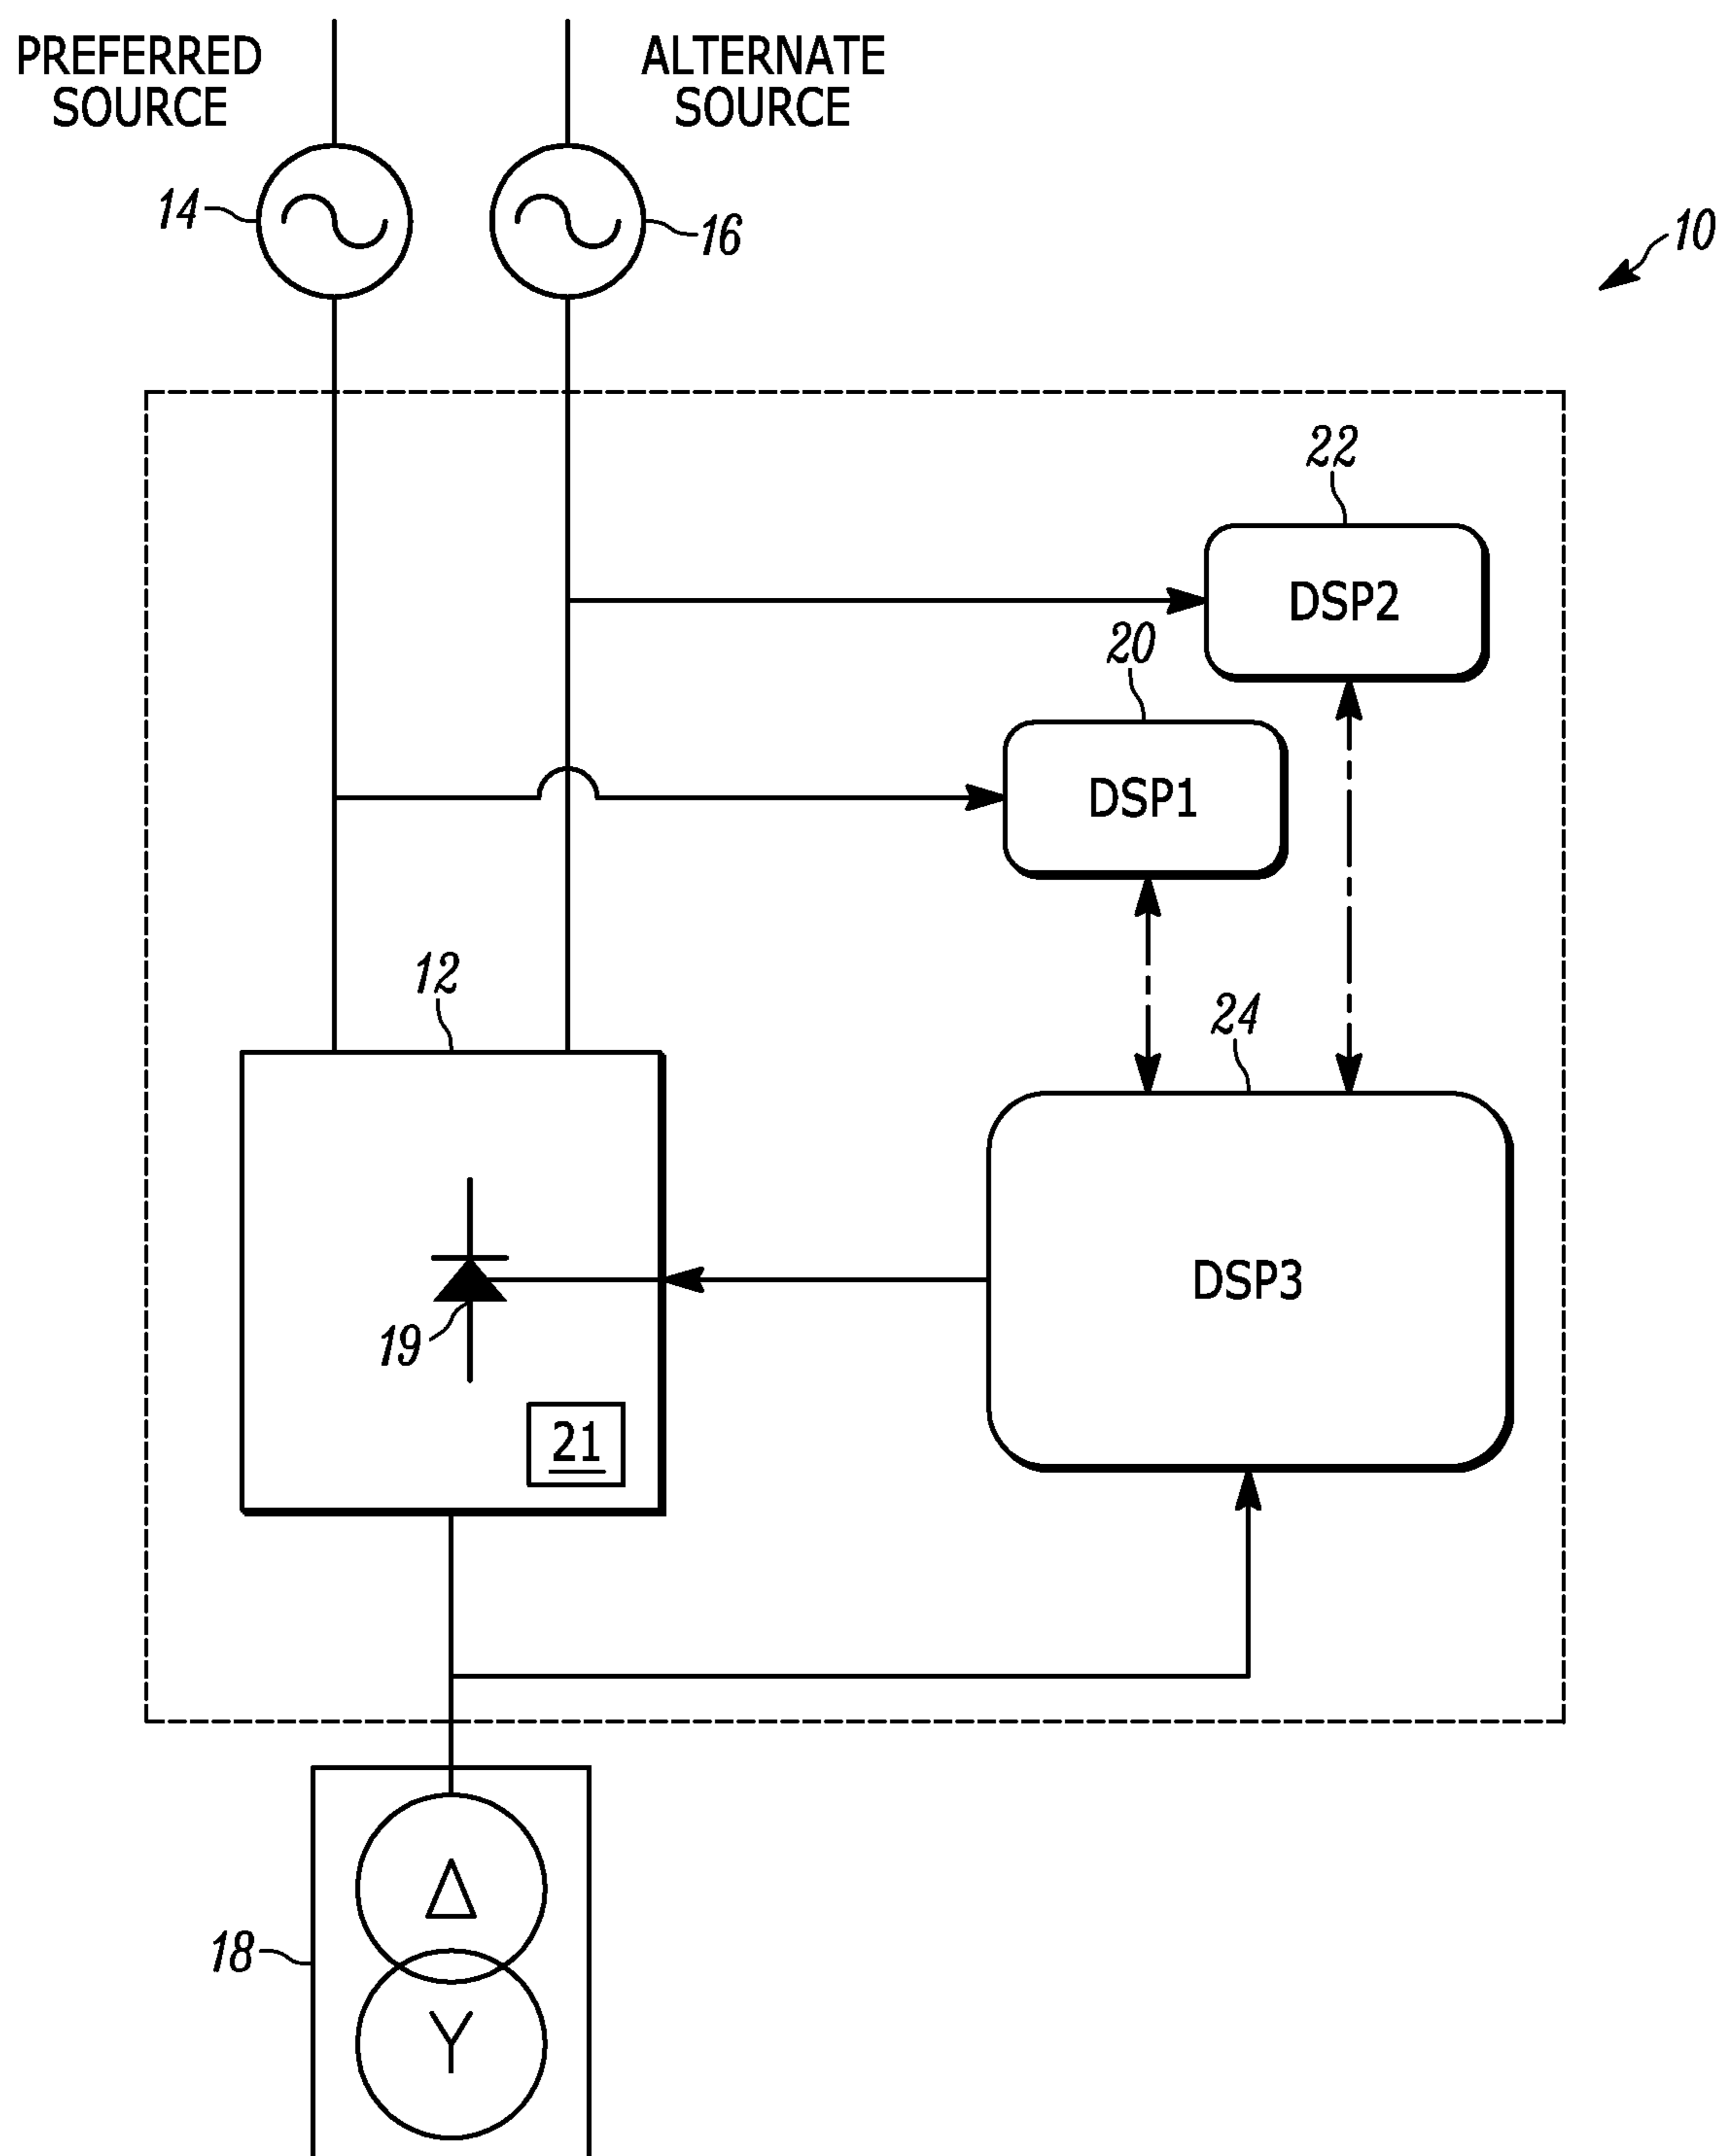 PREFERRED
SOURCE
ALTERNATE
SOURCE
14
16
10
22
DSP2
20
DSP1
12
24
19
DSP3
21
18
Δ
Y